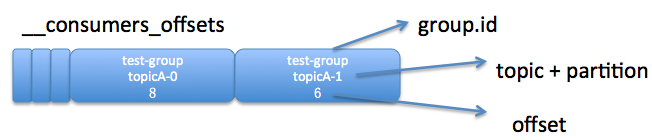 __consumers_offsets
group.id
test-group
topicA-0
8
test-group
topicA-1
6
topic + partition
offset